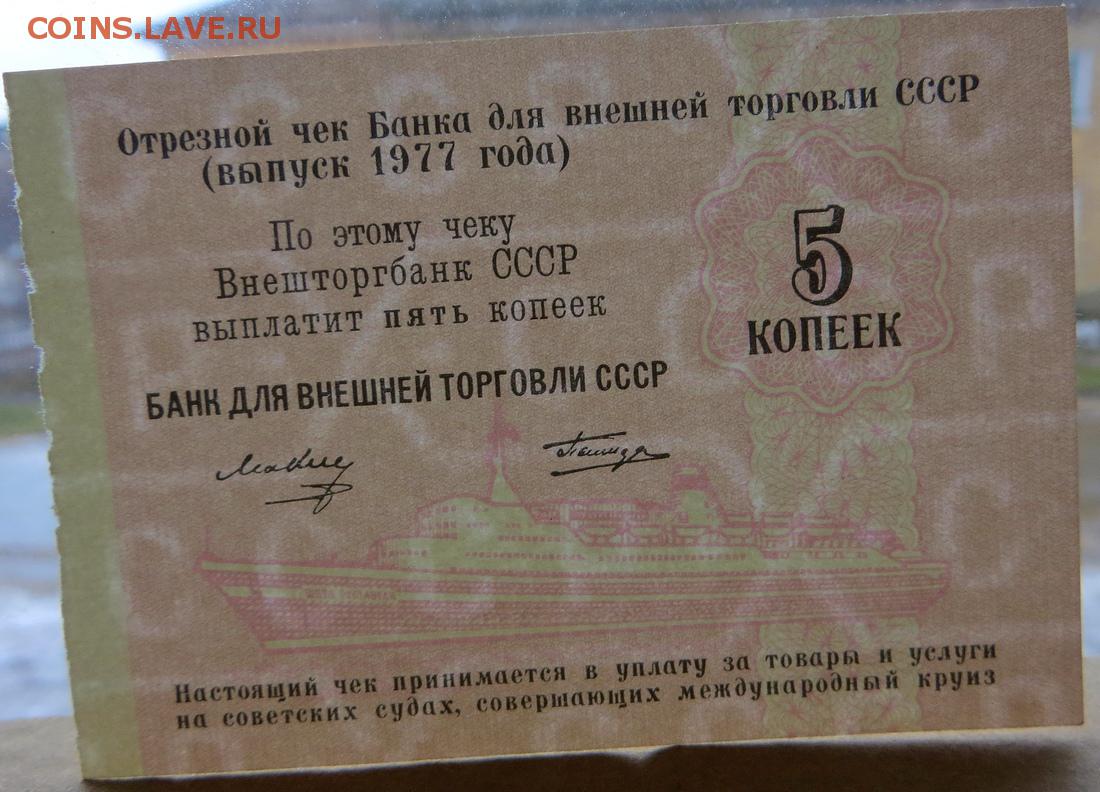 COINS.LAVE.RU
Отрезной чек Банка для внешней торговли СССР
(выпуск 1977 года)
По этому чеку
Внешторгбанк СССР
выплатит пять копеек
5
КОПЕЕК
БАНК ДЛЯ ВНЕШНЕЙ ТОРГОВЛИ СССР
Настоящий чек принимается в уплату за товары и услуги
на советских судах, совершающих международный круиз